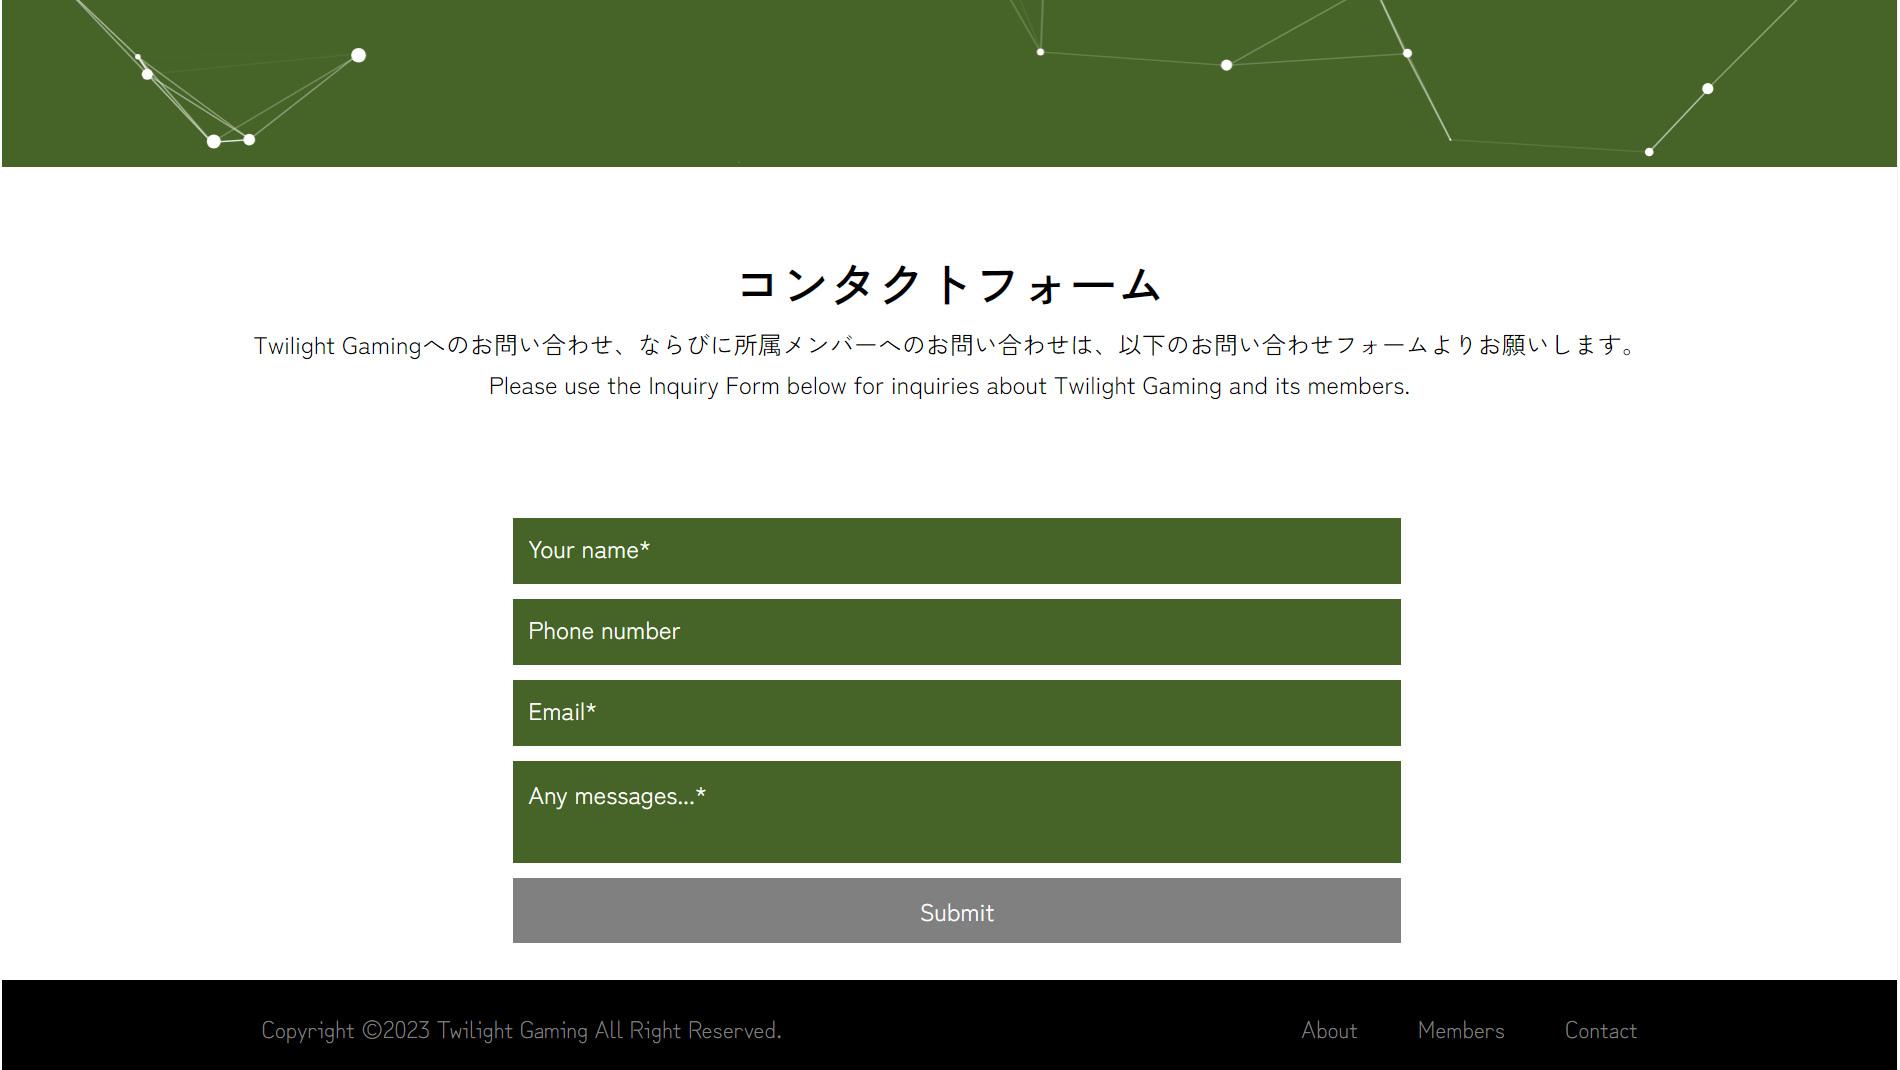 コンタクトフォーム
Twilight Gamingへのお問い合わせ、ならびに所属メンバーへのお問い合わせは、以下のお問い合わせフォームよりお願いします。
Please use the Inquiry Form below for inquiries about Twilight Gaming and its members.
Your name*
Phone number
Email*
Any messages...*
Submit
Copyright ©2023 Twilight Gaming All Right Reserved.
About Members Contact